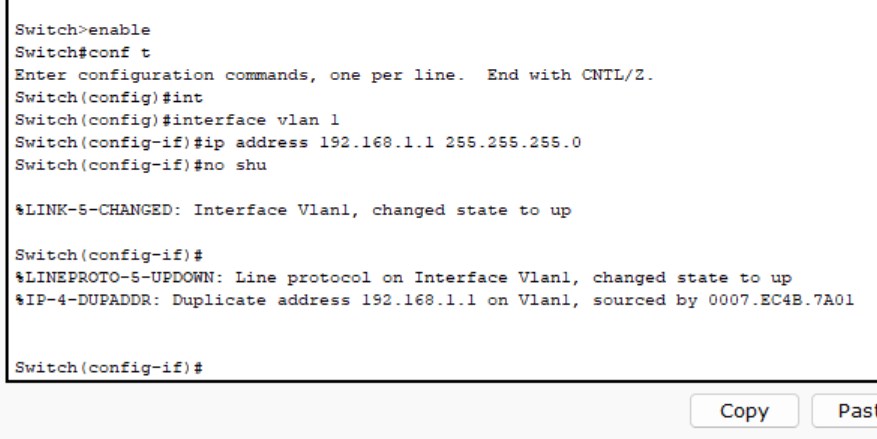 Switch>enable
Switch#conf t
Enter configuration commands, one per line.  End with CNTL/Z.
Switch(config)#int
Switch(config)#interface vlan 1
Switch(config-if)#ip address 192.168.1.1 255.255.255.0
Switch(config-if)#no shu
%LINK-5-CHANGED: Interface Vlan1, changed state to up
Switch(config-if)#
%LINEPROTO-5-UPDOWN: Line protocol on Interface Vlan1, changed state to up
%IP-4-DUPADDR: Duplicate address 192.168.1.1 on Vlan1, sourced by 0007.EC4B.7A01
Switch(config-if)#
Copy Past